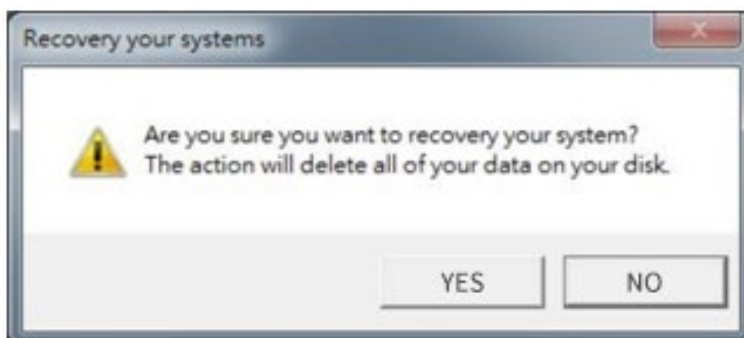 Recovery your systems
Are you sure you want to recovery your system?
The action will delete all of your data on your disk.
YES
NO